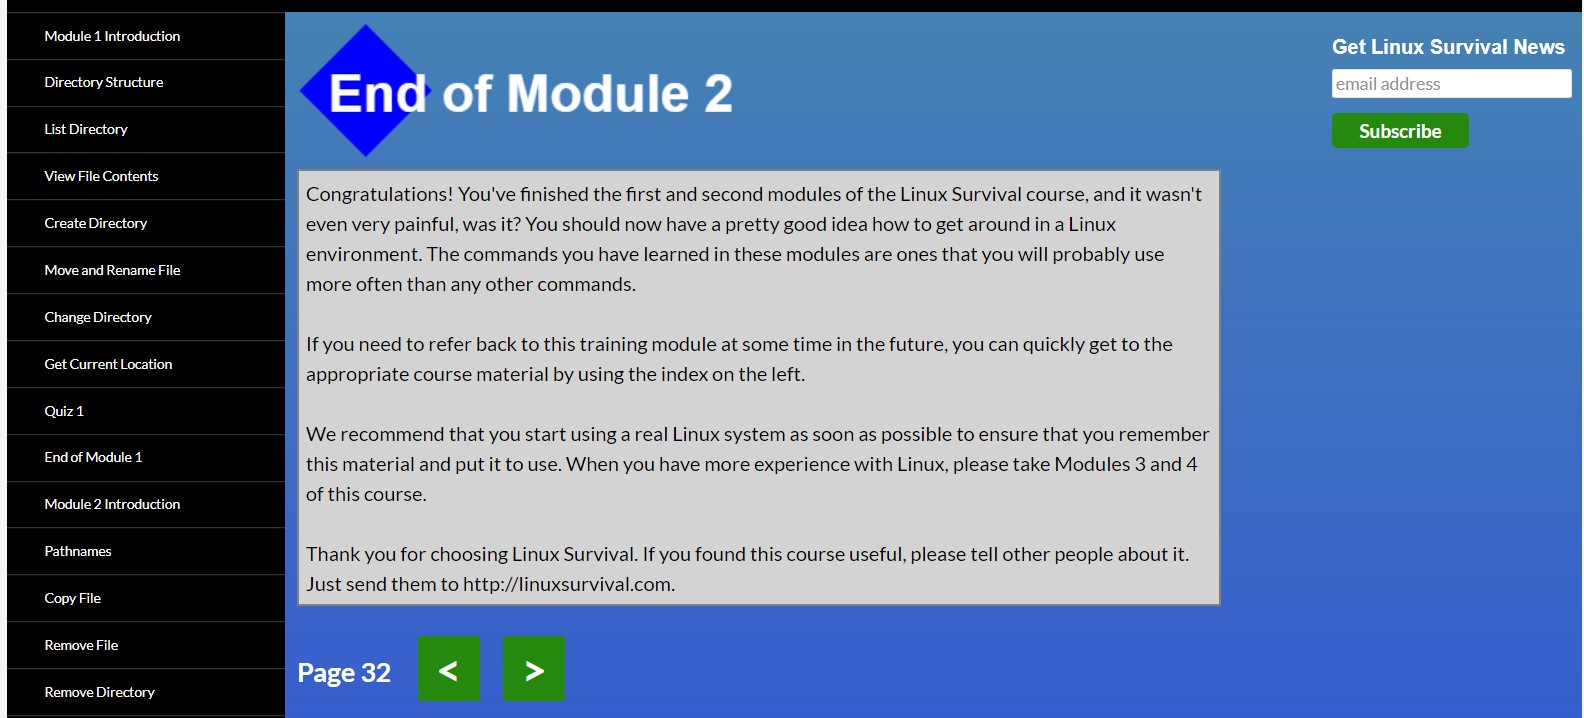 Module 1 Introduction
Directory Structure
List Directory
View File Contents
Create Directory
Move and Rename File
Change Directory
Get Current Location
Quiz 1
End of Module 1
Module 2 Introduction
Pathnames
Copy File
Remove File
Remove Directory
End of Module 2
Congratulations! You've finished the first and second modules of the Linux Survival course, and it wasn't
even very painful, was it? You should now have a pretty good idea how to get around in a Linux
environment. The commands you have learned in these modules are ones that you will probably use
more often than any other commands.
If you need to refer back to this training module at some time in the future, you can quickly get to the
appropriate course material by using the index on the left.
We recommend that you start using a real Linux system as soon as possible to ensure that you remember
this material and put it to use. When you have more experience with Linux, please take Modules 3 and 4
of this course.
Thank you for choosing Linux Survival. If you found this course useful, please tell other people about it.
Just send them to http://linuxsurvival.com.
Page 32
<
>
Get Linux Survival News
email address
Subscribe